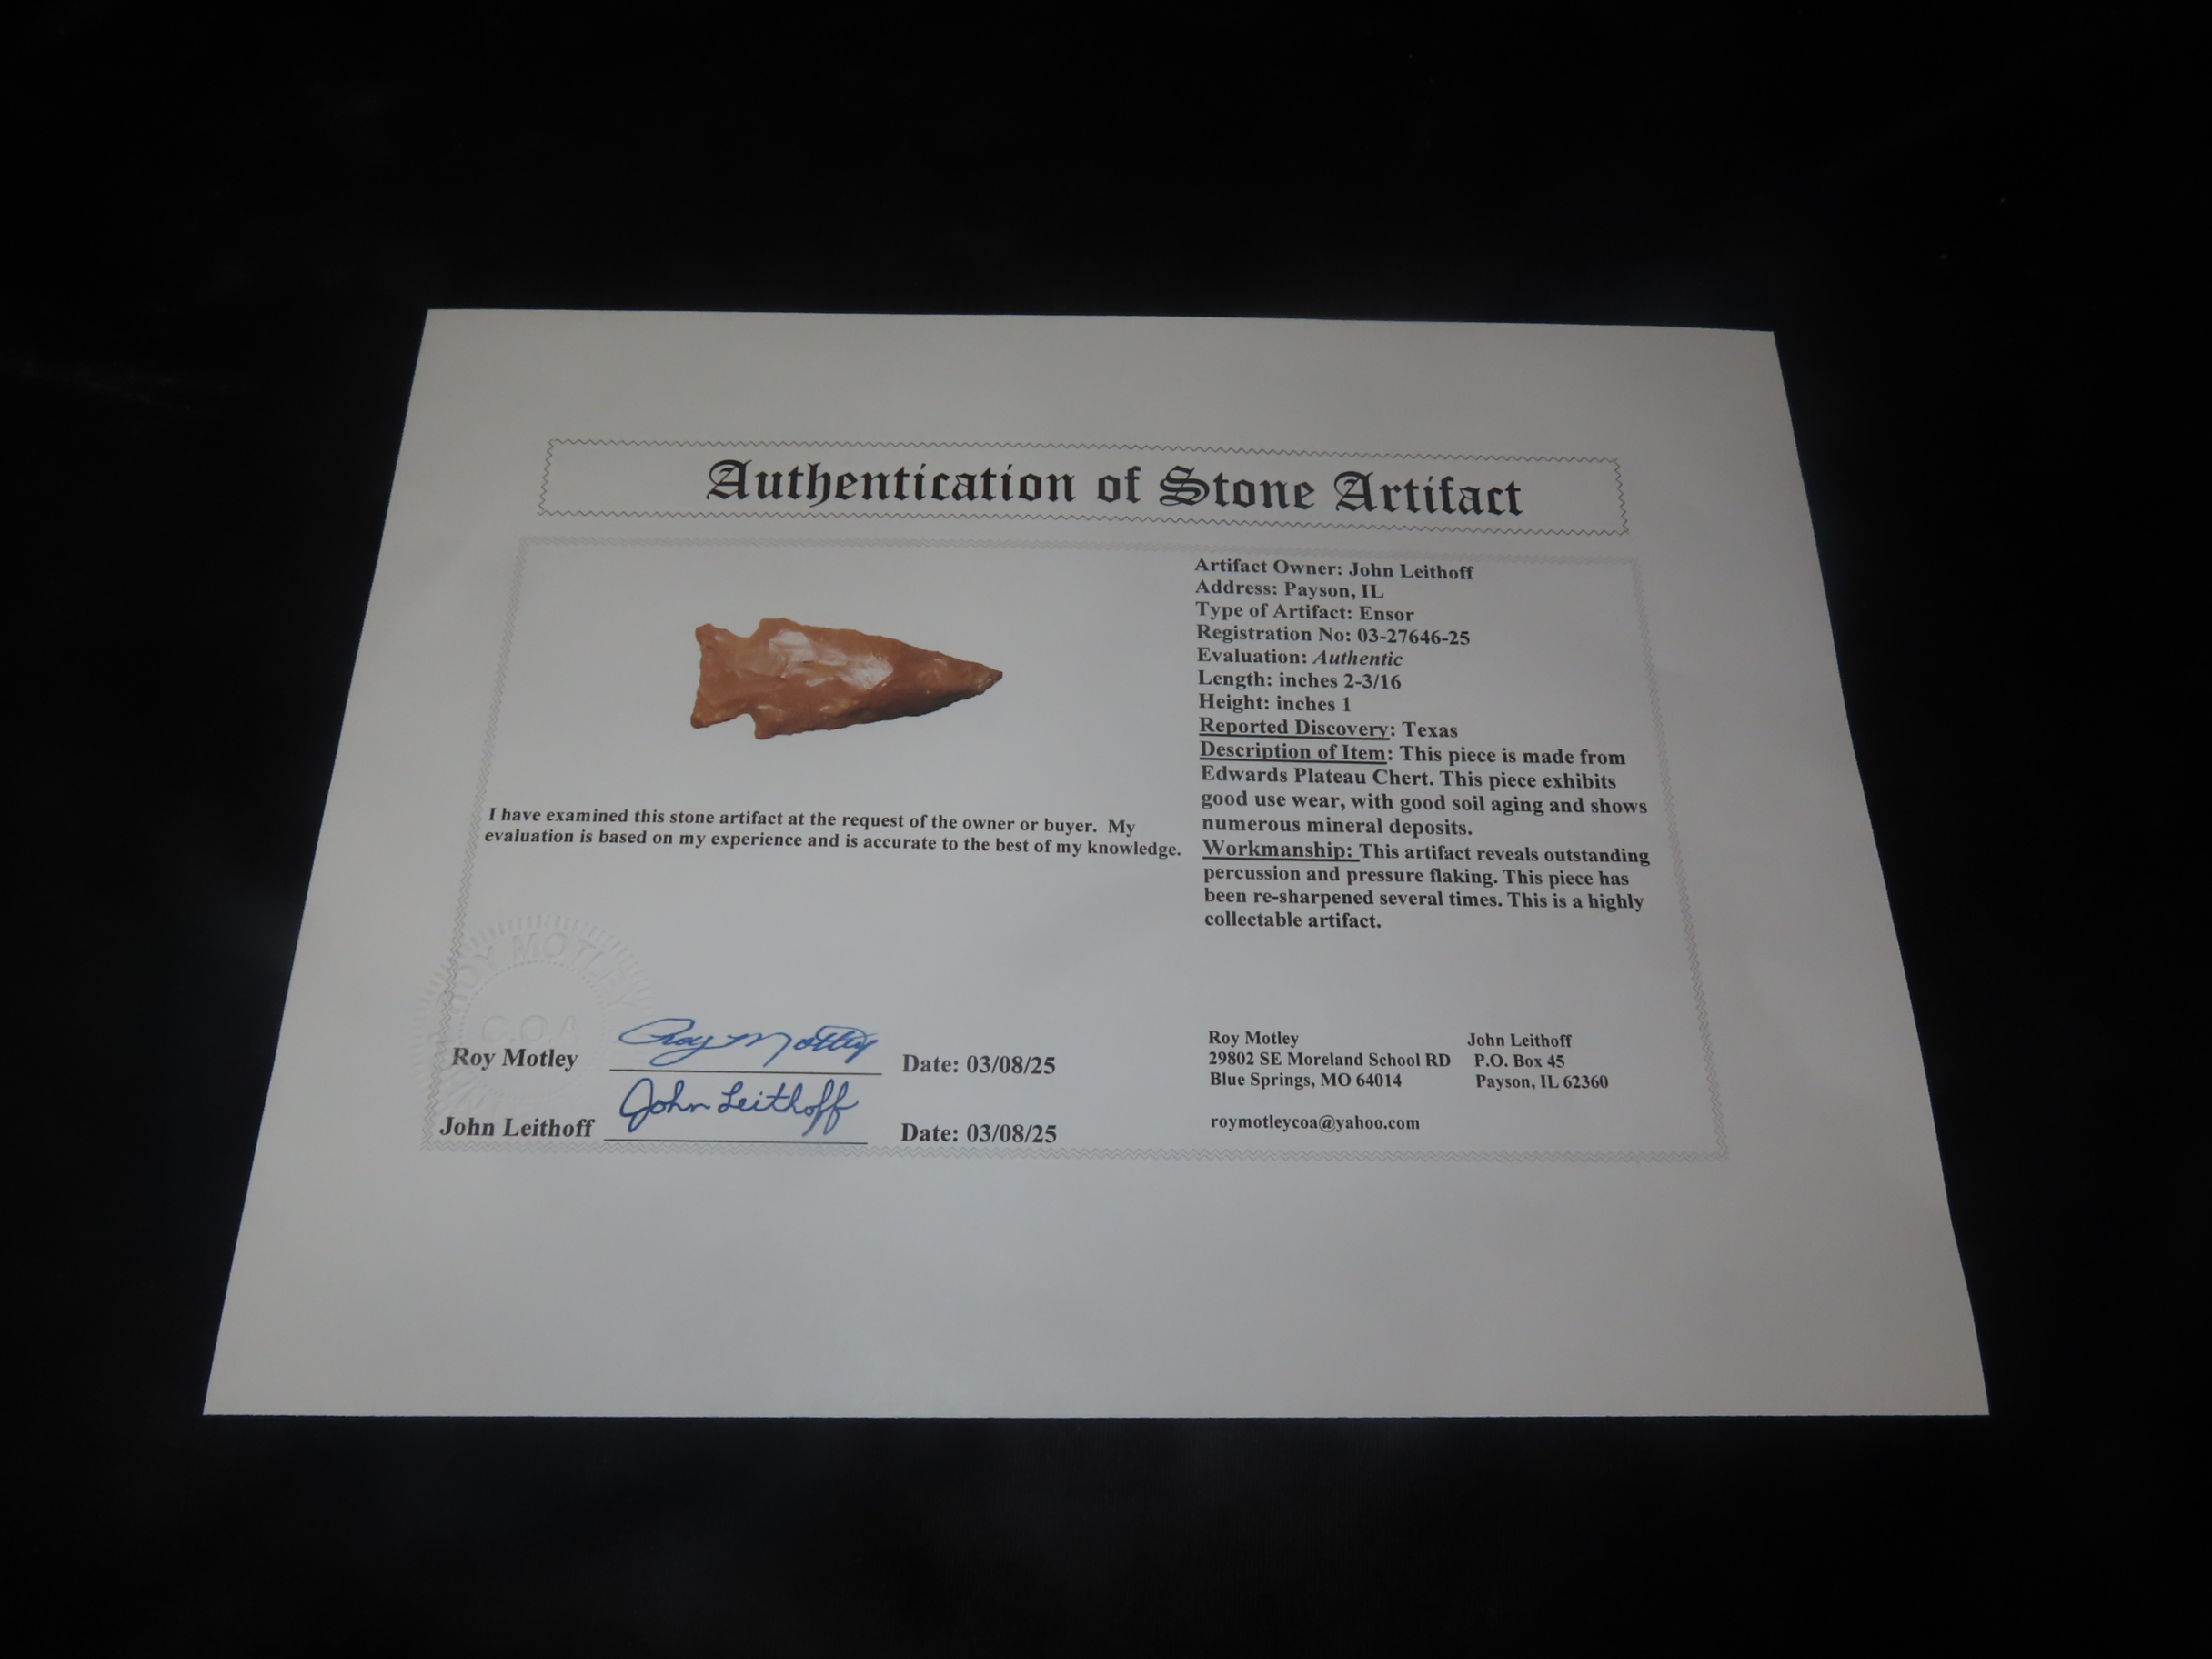 Authentication of Stone Artifact
Artifact Owner: John Leithoff
Address: Payson, IL
Type of Artifact: Ensor
Registration No: 03-27646-25
Evaluation: Authentic
Length: inches 2-3/16
Height: inches 1
Reported Discovery: Texas
Description of Item: This piece is made from
Edwards Plateau Chert. This piece exhibits
good use wear, with good soil aging and shows
numerous mineral deposits.
Workmanship: This artifact reveals outstanding
percussion and pressure flaking. This piece has
been re-sharpened several times. This is a highly
collectable artifact.
I have examined this stone artifact at the request of the owner or buyer. My
evaluation is based on my experience and is accurate to the best of my knowledge.
ROY MOTLEY
C.O.A
Roy Motley Roy Motley Date: 03/08/25
John Leithoff John Leithoff Date: 03/08/25
Roy Motley
29802 SE Moreland School RD
Blue Springs, MO 64014
roymotleycoa@yahoo.com
John Leithoff
P.O. Box 45
Payson, IL 62360